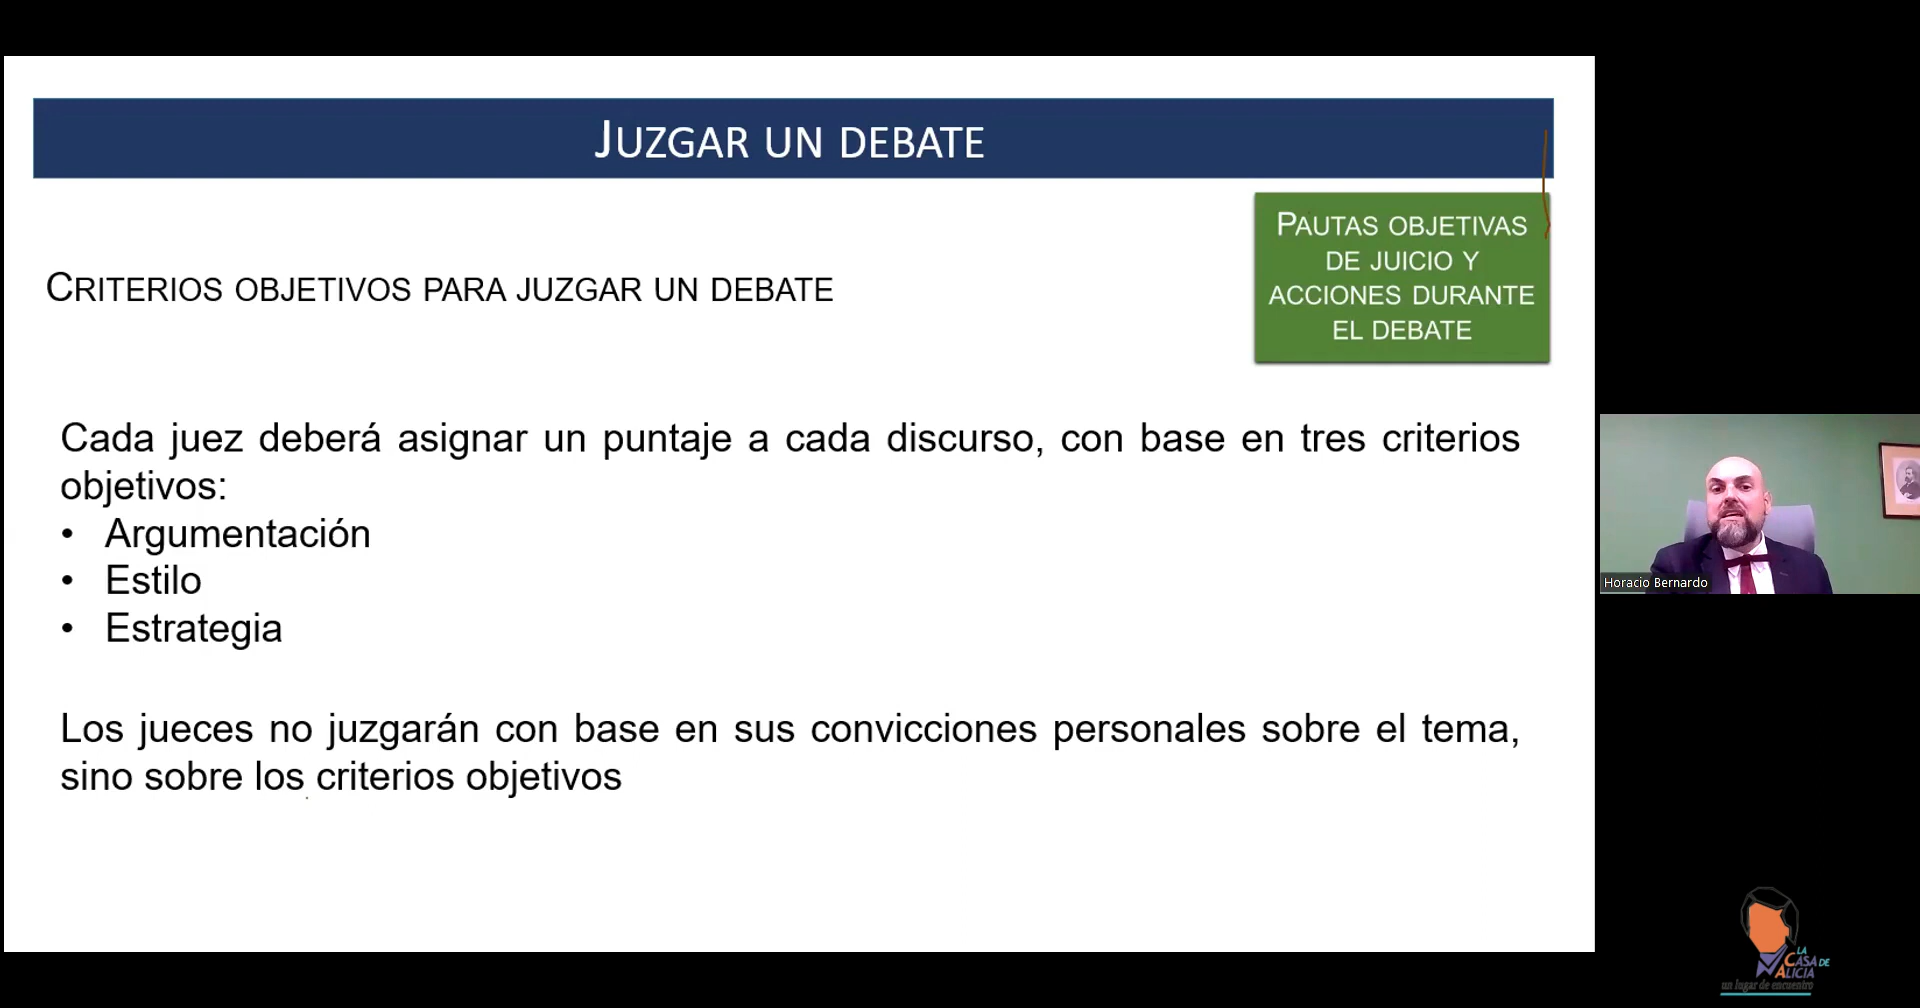 JUZGAR UN DEBATE
PAUTAS OBJETIVAS
DE JUICIO Y
ACCIONES DURANTE
EL DEBATE
CRITERIOS OBJETIVOS PARA JUZGAR UN DEBATE
Cada juez deberá asignar un puntaje a cada discurso, con base en tres criterios
objetivos:
• Argumentación
• Estilo
• Estrategia
Los jueces no juzgarán con base en sus convicciones personales sobre el tema,
sino sobre los criterios objetivos
Horacio Bernardo
LA
CASA DE
ALICIA
un lugar de encuentro